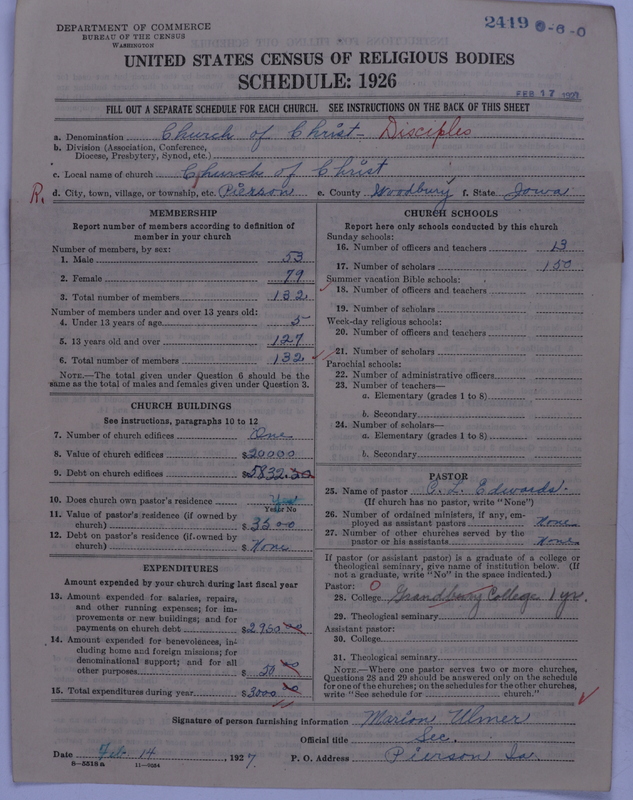 DEPARTMENT OF COMMERCE
BUREAU OF THE CENSUS
WASHINGTON
2419 6-6-0
UNITED STATES CENSUS OF RELIGIOUS BODIES
SCHEDULE: 1926
FEB 17 1927
FILL OUT A SEPARATE SCHEDULE FOR EACH CHURCH. SEE INSTRUCTIONS ON THE BACK OF THIS SHEET
a. Denomination Church of Christ - Disciples
b. Division (Association, Conference,
Diocese, Presbytery, Synod, etc.)
c. Local name of church Church of Christ
R. d. City, town, village, or township, etc. Pierson e. County Woodbury f. State Iowa
MEMBERSHIP
Report number of members according to definition of
member in your church
Number of members, by sex:
1. Male 53
2. Female 79
3. Total number of members 132
Number of members under and over 13 years old:
4. Under 13 years of age 5
5. 13 years old and over 127
6. Total number of members 132
NOTE.—The total given under Question 6 should be the
same as the total of males and females given under Question 3.
CHURCH BUILDINGS
See instructions, paragraphs 10 to 12
7. Number of church edifices One
8. Value of church edifices $20000
9. Debt on church edifices $5832.30
10. Does church own pastor's residence Yes
Yes or No
11. Value of pastor's residence (if owned by
church) $3500
12. Debt on pastor's residence (if owned by
church) $ None
EXPENDITURES
Amount expended by your church during last fiscal year
13. Amount expended for salaries, repairs,
and other running expenses; for im-
provements or new buildings; and for
payments on church debt $2950 00
14. Amount expended for benevolences, in-
cluding home and foreign missions; for
denominational support; and for all
other purposes $ 50 00
15. Total expenditures during year $3000 00
CHURCH SCHOOLS
Report here only schools conducted by this church
Sunday schools:
16. Number of officers and teachers 13
17. Number of scholars 150
Summer vacation Bible schools:
18. Number of officers and teachers
19. Number of scholars
Week-day religious schools:
20. Number of officers and teachers
21. Number of scholars
Parochial schools:
22. Number of administrative officers
23. Number of teachers—
a. Elementary (grades 1 to 8)
b. Secondary
24. Number of scholars—
a. Elementary (grades 1 to 8)
b. Secondary
PASTOR
25. Name of pastor C. L. Edwards
(If church has no pastor, write "None")
26. Number of ordained ministers, if any, em-
ployed as assistant pastors None
27. Number of other churches served by the
pastor or his assistants None
If pastor (or assistant pastor) is a graduate of a college or
theological seminary, give name of institution below. (If
not a graduate, write "No" in the space indicated.)
Pastor: O
28. College Grandbury College 1 yr.
29. Theological seminary
Assistant pastor:
30. College
31. Theological seminary
NOTE.—Where one pastor serves two or more churches,
Questions 28 and 29 should be answered only on the schedule
for one of the churches; on the schedules for the other churches,
write "See schedule for church."
Signature of person furnishing information Marion Ulmer
Official title Sec.
Date Feb. 14, 1927 P. O. Address Pierson Ia.
8-5518a 11-9084